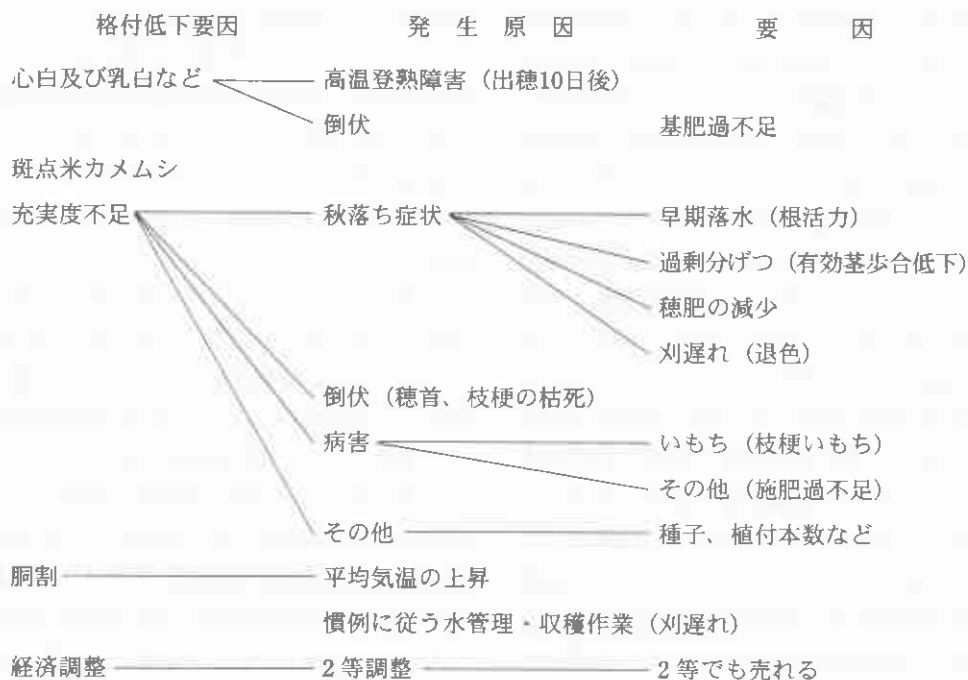 格付低下要因 発生原因 要因
心白及び乳白など 高温登熟障害（出穂10日後）
倒伏 基肥過不足
斑点米カメムシ
充実度不足 秋落ち症状 早期落水（根活力）
過剰分げつ（有効茎歩合低下）
穂肥の減少
刈遅れ（退色）
倒伏（穂首、枝梗の枯死）
病害 いもち（枝梗いもち）
その他（施肥過不足）
その他 種子、植付本数など
胴割 平均気温の上昇
慣例に従う水管理・収穫作業（刈遅れ）
経済調整 2等調整 2等でも売れる